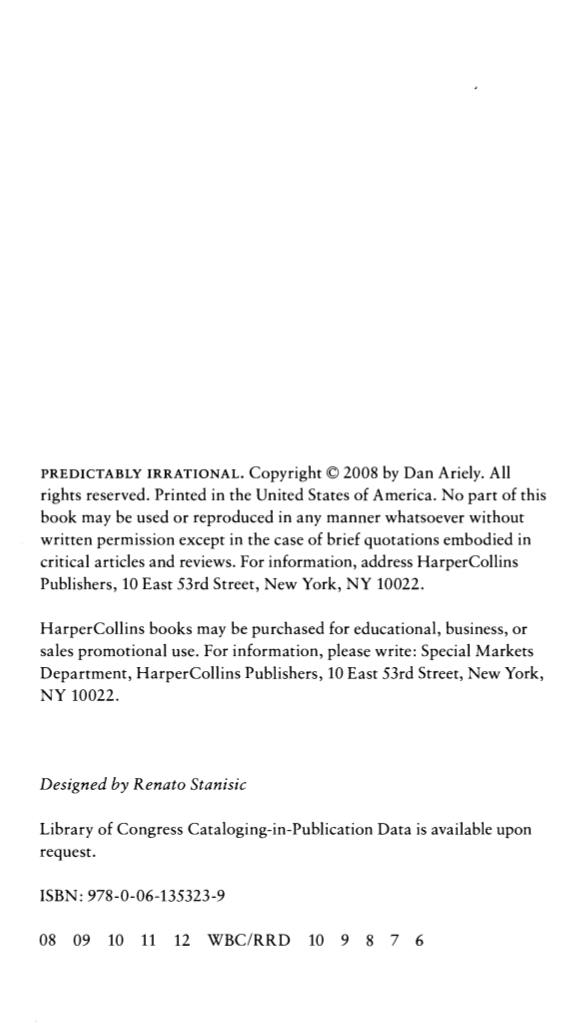 PREDICTABLY IRRATIONAL. Copyright © 2008 by Dan Ariely. All
rights reserved. Printed in the United States of America. No part of this
book may be used or reproduced in any manner whatsoever without
written permission except in the case of brief quotations embodied in
critical articles and reviews. For information, address HarperCollins
Publishers, 10 East 53rd Street, New York, NY 10022.
HarperCollins books may be purchased for educational, business, or
sales promotional use. For information, please write: Special Markets
Department, HarperCollins Publishers, 10 East 53rd Street, New York,
NY 10022.
Designed by Renato Stanisic
Library of Congress Cataloging-in-Publication Data is available upon
request.
ISBN: 978-0-06-135323-9
08 09 10 11 12 WBC/RRD 10 9 8 7 6